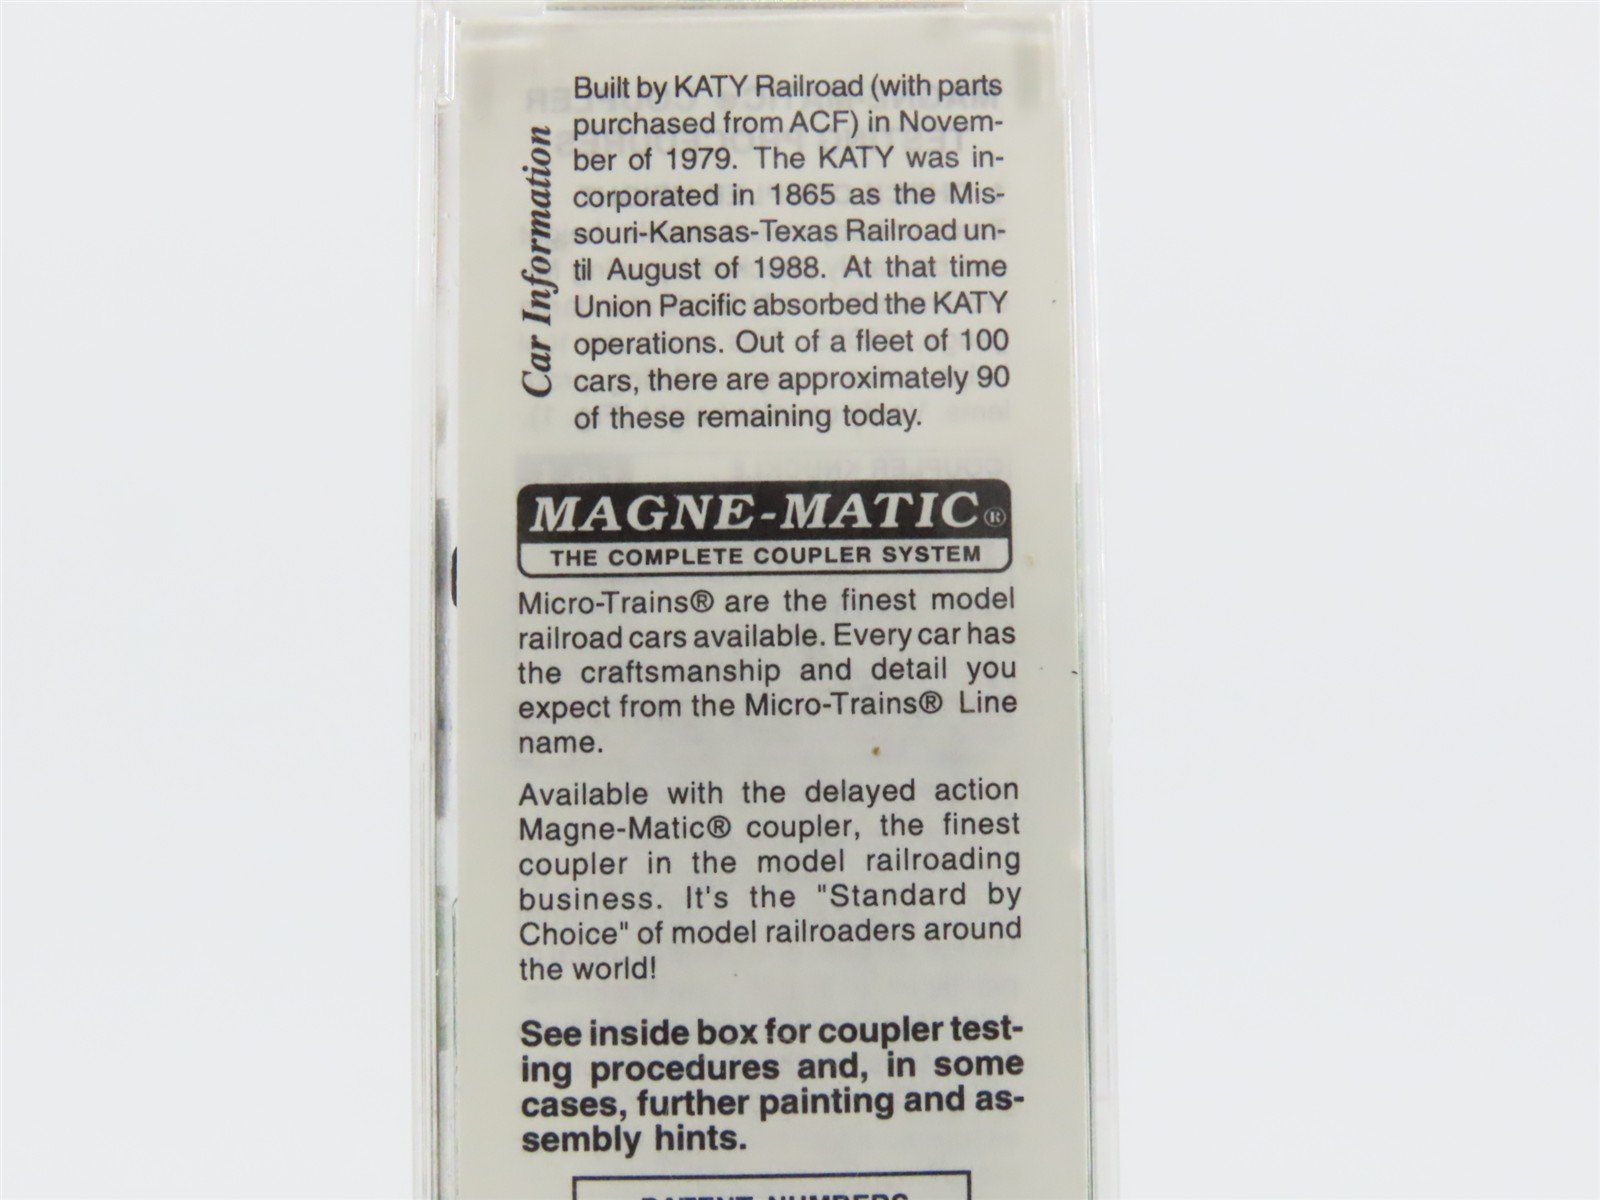 Car Information
Built by KATY Railroad (with parts
purchased from ACF) in Novem-
ber of 1979. The KATY was in-
corporated in 1865 as the Mis-
souri-Kansas-Texas Railroad un-
til August of 1988. At that time
Union Pacific absorbed the KATY
operations. Out of a fleet of 100
cars, there are approximately 90
of these remaining today.
MAGNE-MATIC®
THE COMPLETE COUPLER SYSTEM
Micro-Trains® are the finest model
railroad cars available. Every car has
the craftsmanship and detail you
expect from the Micro-Trains® Line
name.
Available with the delayed action
Magne-Matic® coupler, the finest
coupler in the model railroading
business. It's the "Standard by
Choice" of model railroaders around
the world!
See inside box for coupler test-
ing procedures and, in some
cases, further painting and as-
sembly hints.
PATENT NUMBERS